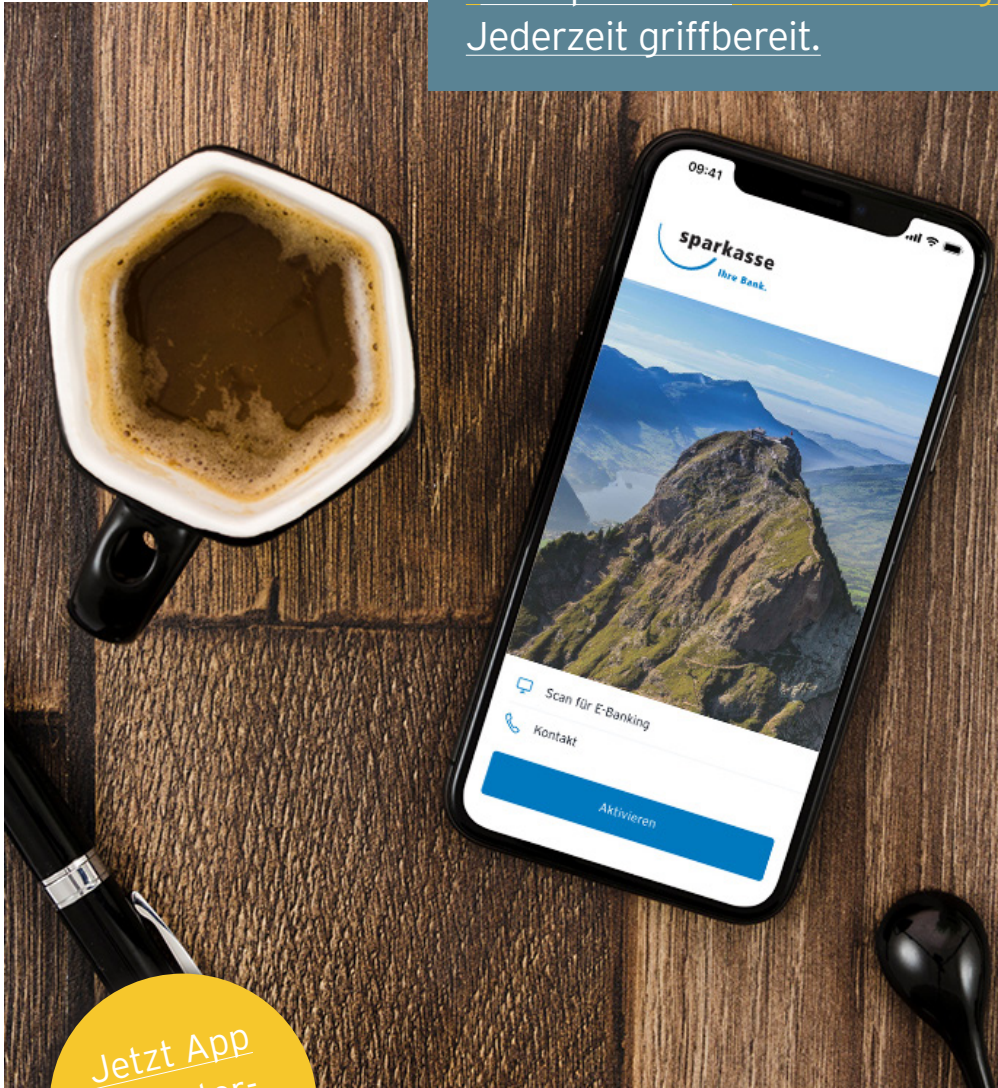 Jederzeit griffbereit.
09:41
sparkasse
Ihre Bank.
Scan für E-Banking
Kontakt
Aktivieren
Jetzt App